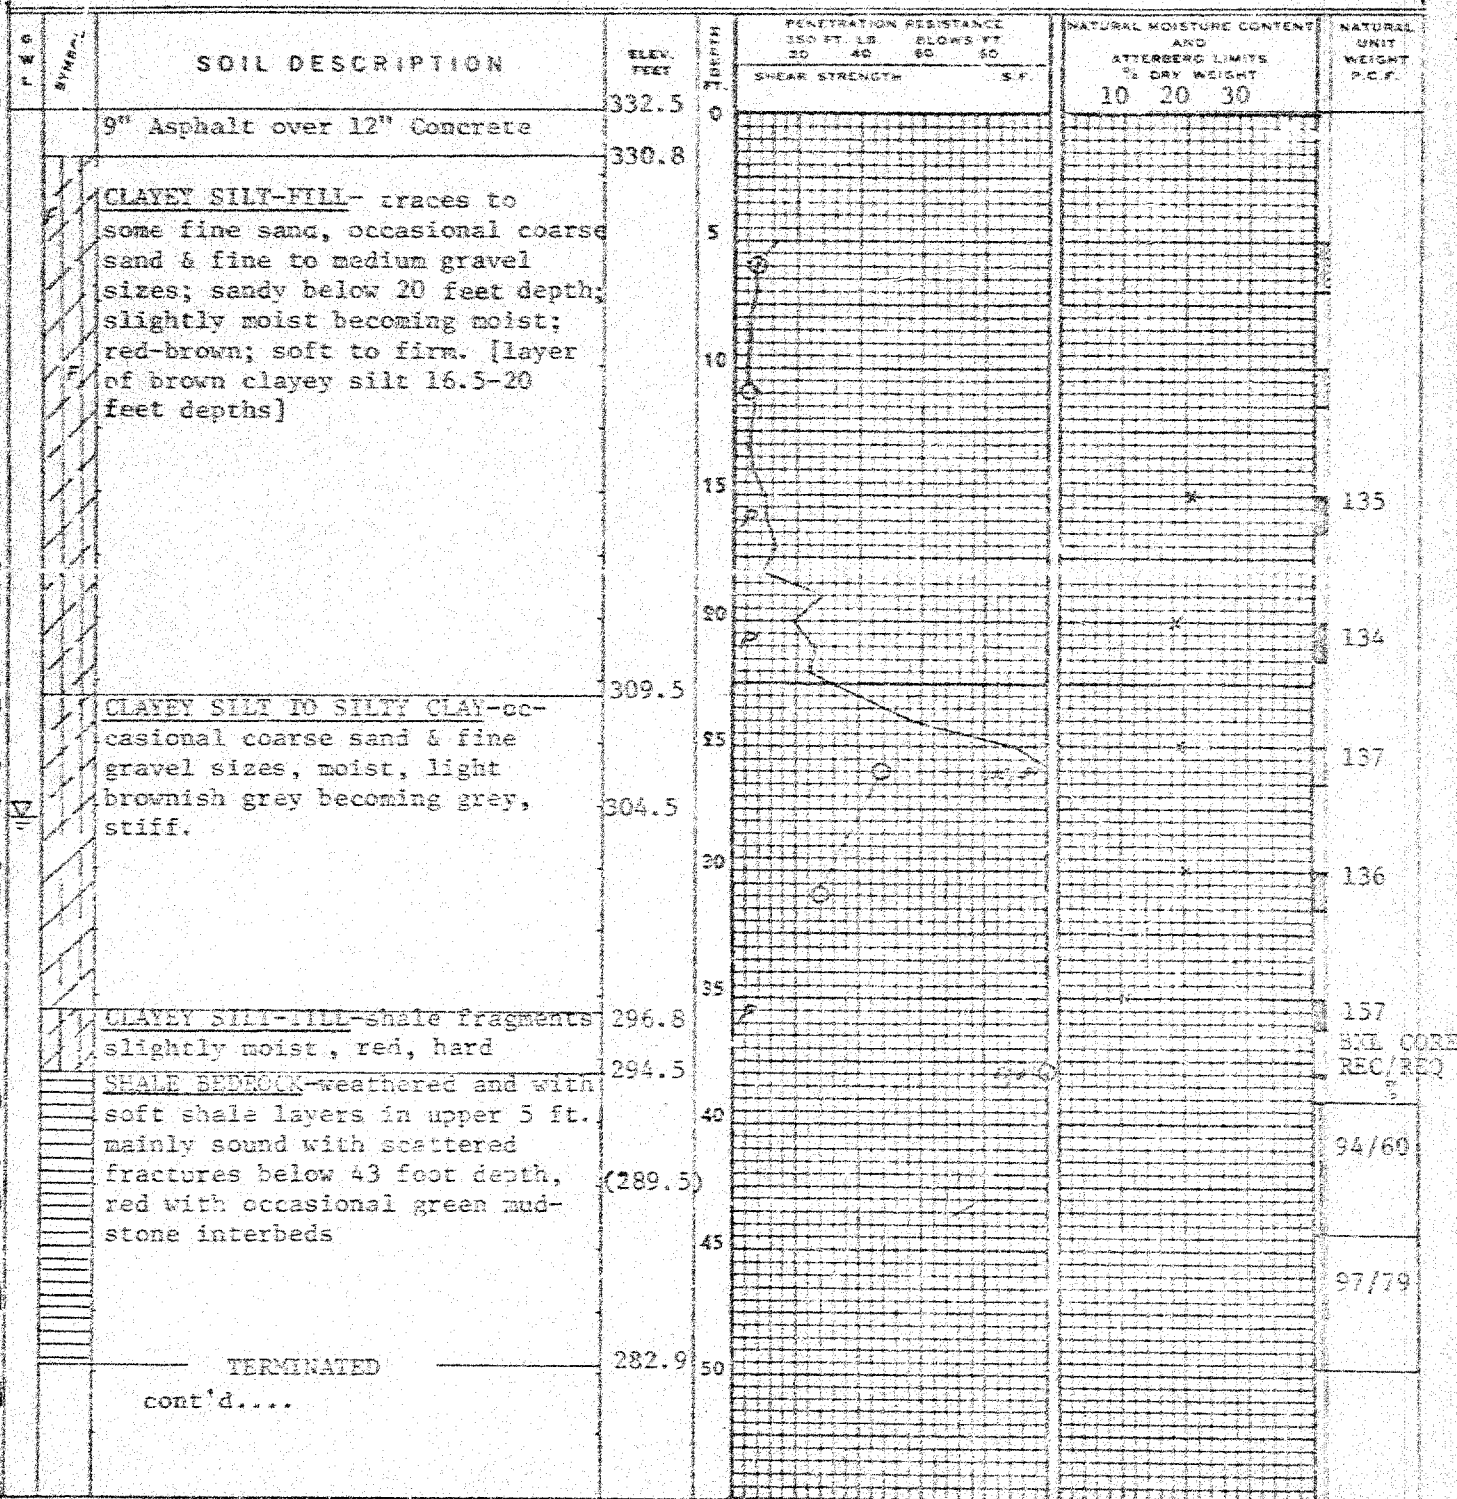 G W L
SYMBOL
SOIL DESCRIPTION
ELEV. FEET
DEPTH
PENETRATION RESISTANCE
350 FT. LB. BLOWS/FT.
20 40 60 80
SHEAR STRENGTH S.F.
NATURAL MOISTURE CONTENT
AND
ATTERBERG LIMITS
% DRY WEIGHT
10 20 30
NATURAL
UNIT
WEIGHT
P.C.F.
332.5
0
9" Asphalt over 12" Concrete
330.8
CLAYEY SILT-FILL- traces to
some fine sand, occasional coarse
sand & fine to medium gravel
sizes; sandy below 20 feet depth;
slightly moist becoming moist;
red-brown; soft to firm. [layer
of brown clayey silt 16.5-20
feet depths]
F
F
5
10
15
P
135
20
P
134
309.5
CLAYEY SILT TO SILTY CLAY-oc-
casional coarse sand & fine
gravel sizes, moist, light
brownish grey becoming grey,
stiff.
304.5
25
137
30
136
35
P
157
CLAYEY SILT-TILL-shale fragments
slightly moist, red, hard
296.8
BXL CORE
REC/REQ
%
294.5
SHALE BEDROCK-weathered and with
soft shale layers in upper 5 ft.
mainly sound with scattered
fractures below 43 foot depth,
red with occasional green mud-
stone interbeds
40
94/60
(289.5)
45
97/79
TERMINATED
282.9
50
cont'd....